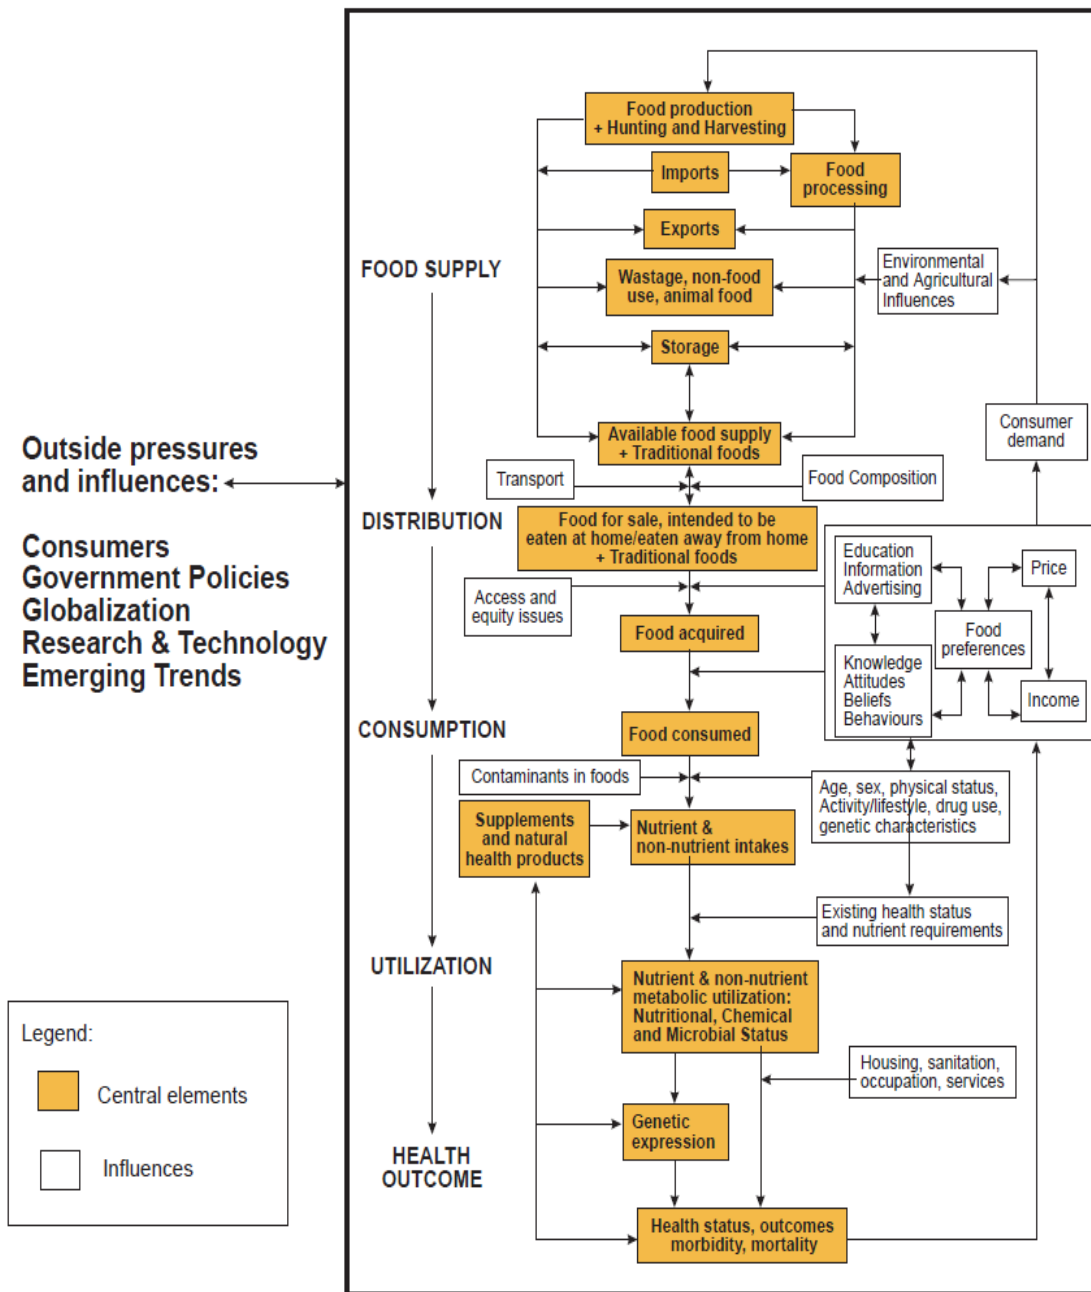 Food production
+ Hunting and Harvesting
Imports
Food
processing
Exports
FOOD SUPPLY
Environmental
and Agricultural
Influences
Wastage, non-food
use, animal food
Storage
Consumer
demand
Available food supply
+ Traditional foods
Outside pressures
and influences:
Consumers
Government Policies
Globalization
Research & Technology
Emerging Trends
Transport
Food Composition
DISTRIBUTION
Food for sale, intended to be
eaten at home/eaten away from home
+ Traditional foods
Education
Information
Advertising
Price
Access and
equity issues
Food acquired
Food
preferences
Knowledge
Attitudes
Beliefs
Behaviours
Income
CONSUMPTION
Food consumed
Contaminants in foods
Age, sex, physical status,
Activity/lifestyle, drug use,
genetic characteristics
Supplements
and natural
health products
Nutrient &
non-nutrient intakes
Existing health status
and nutrient requirements
UTILIZATION
Nutrient & non-nutrient
metabolic utilization:
Nutritional, Chemical
and Microbial Status
Legend:
Central elements
Influences
Housing, sanitation,
occupation, services
Genetic
expression
HEALTH
OUTCOME
Health status, outcomes
morbidity, mortality